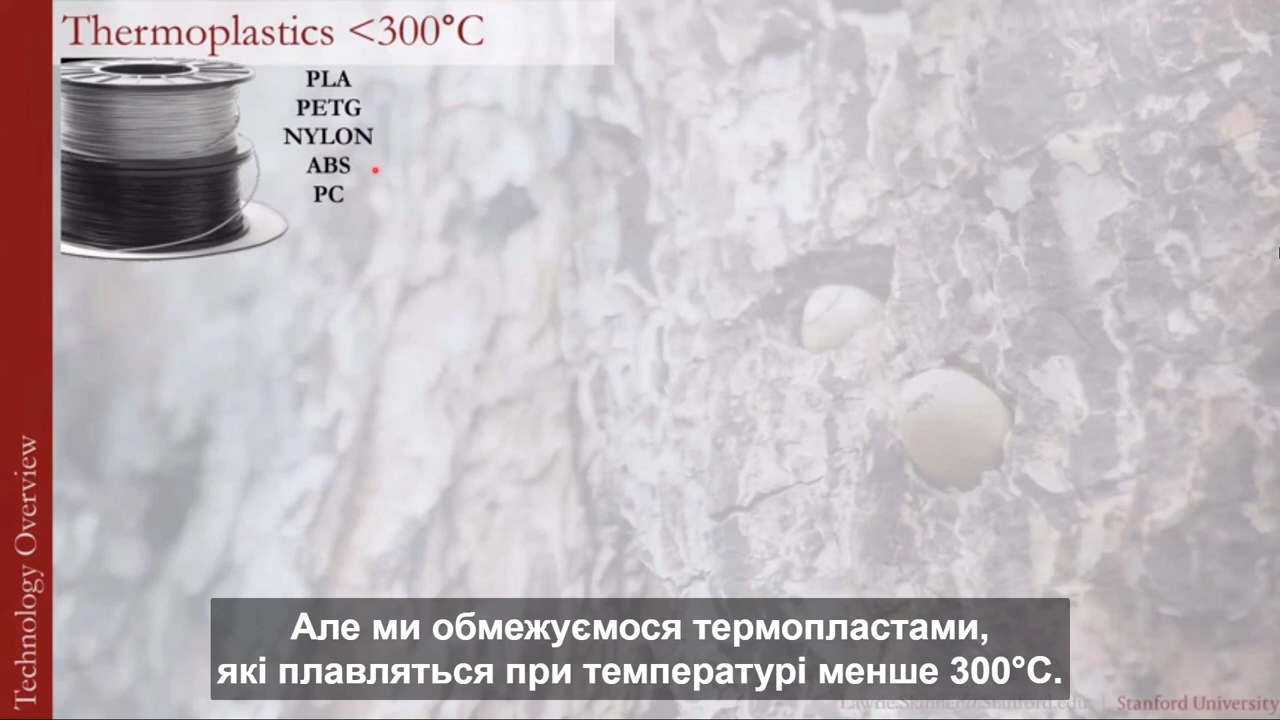 Thermoplastics <300°C
PLA
PETG
NYLON
ABS
PC
Technology Overview
Але ми обмежуємося термопластами,
які плавляться при температурі менше 300°C.
| Stanford University